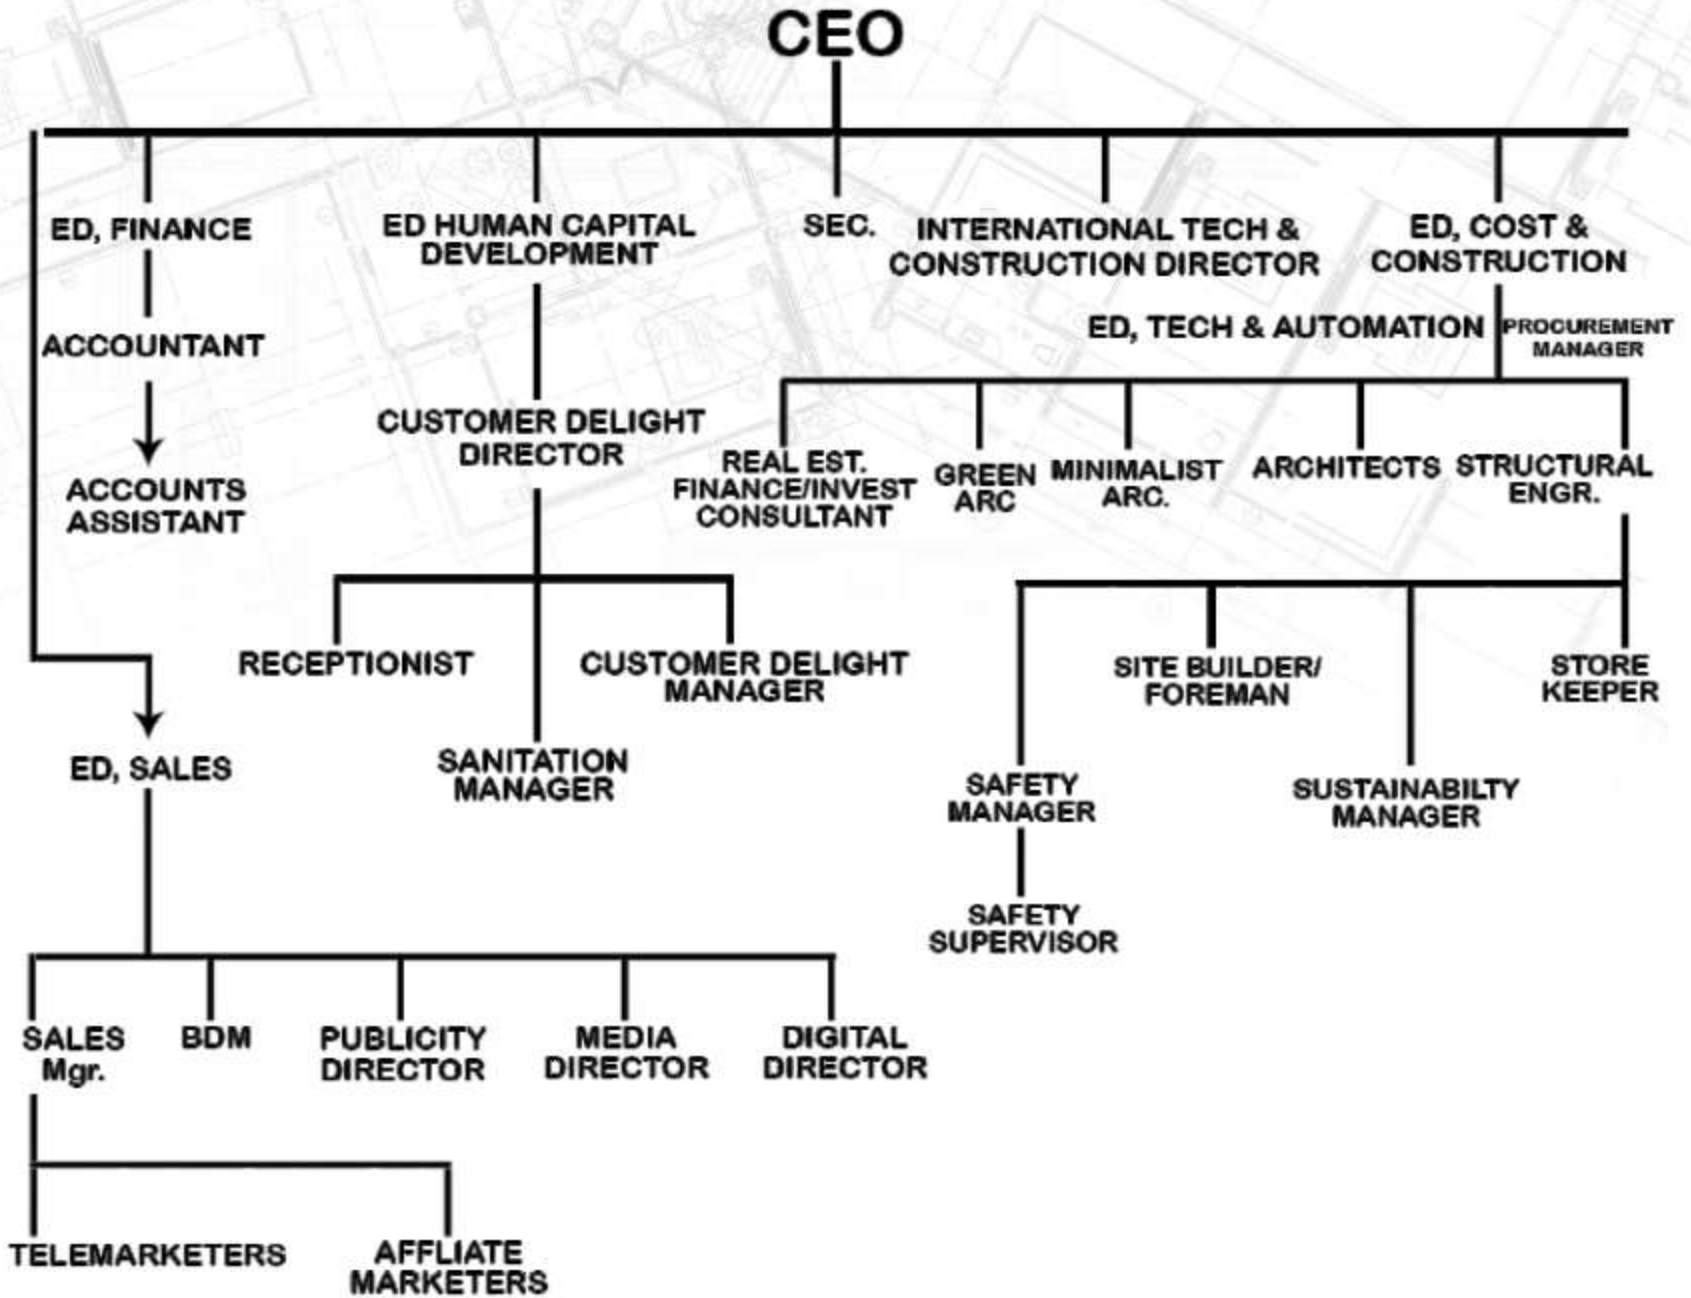 CEO
ED, FINANCE
ED HUMAN CAPITAL
DEVELOPMENT
SEC.
INTERNATIONAL TECH &
CONSTRUCTION DIRECTOR
ED, COST &
CONSTRUCTION
ACCOUNTANT
ED, TECH & AUTOMATION
PROCUREMENT
MANAGER
CUSTOMER DELIGHT
DIRECTOR
ACCOUNTS
ASSISTANT
REAL EST.
FINANCE/INVEST
CONSULTANT
GREEN
ARC
MINIMALIST
ARC.
ARCHITECTS
STRUCTURAL
ENGR.
RECEPTIONIST
CUSTOMER DELIGHT
MANAGER
SITE BUILDER/
FOREMAN
STORE
KEEPER
ED, SALES
SANITATION
MANAGER
SAFETY
MANAGER
SUSTAINABILTY
MANAGER
SAFETY
SUPERVISOR
SALES
Mgr.
BDM
PUBLICITY
DIRECTOR
MEDIA
DIRECTOR
DIGITAL
DIRECTOR
TELEMARKETERS
AFFLIATE
MARKETERS